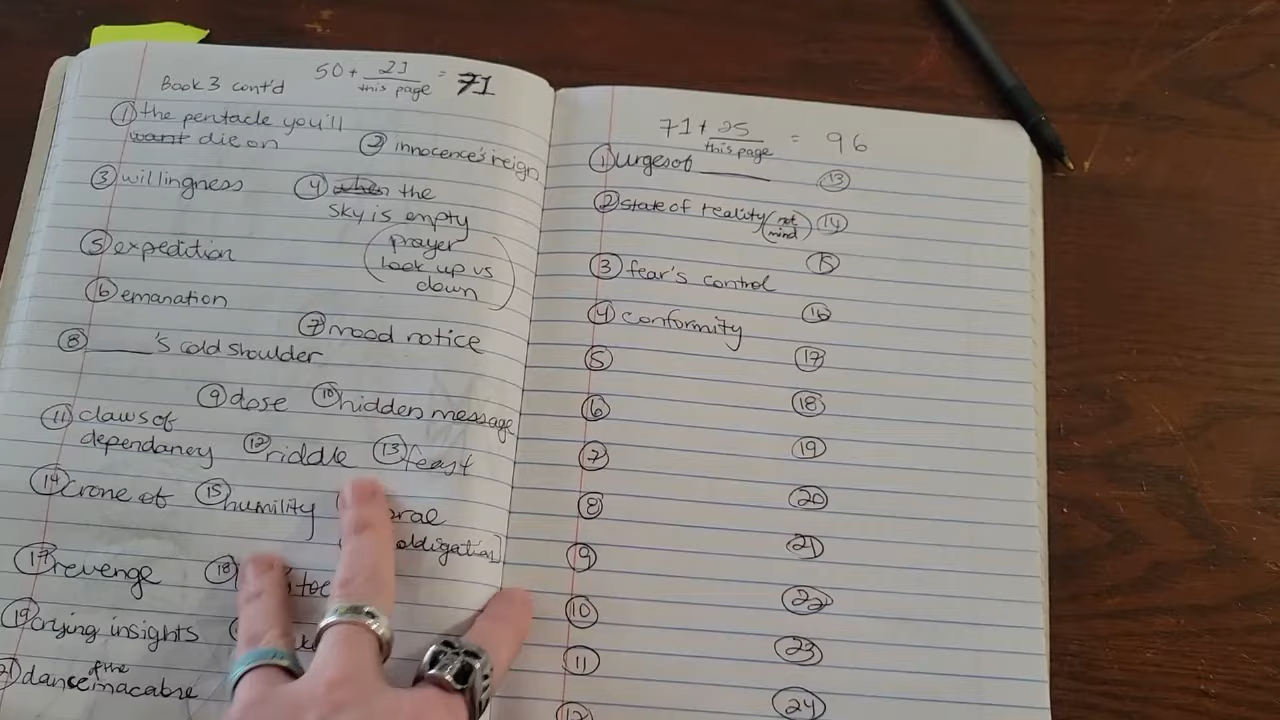 Book 3 cont'd 50 + 21 = 71
this page
① the pentacle you'll
want die on ② innocence's reign
③ willingness ④ when the
sky is empty
⑤ expedition (prayer
look up vs
down)
⑥ emanation
⑦ mood notice
⑧ ____'s cold shoulder
⑨ dose ⑩ hidden message
⑪ claws of
dependancy ⑫ riddle ⑬ feast
⑭ crone of ⑮ humility
obligation]
⑰ revenge ⑱ toe
⑲ crying insights
21 dance of the macabre
71 + 25 = 96
this page
① urges of ____ ⑬
② state of reality (not mind) ⑭
③ fear's control ⑮
④ conformity ⑯
⑤ ⑰
⑥ ⑱
⑦ ⑲
⑧ ⑳
⑨ ㉑
⑩ ㉒
⑪ ㉓
⑫ ㉔